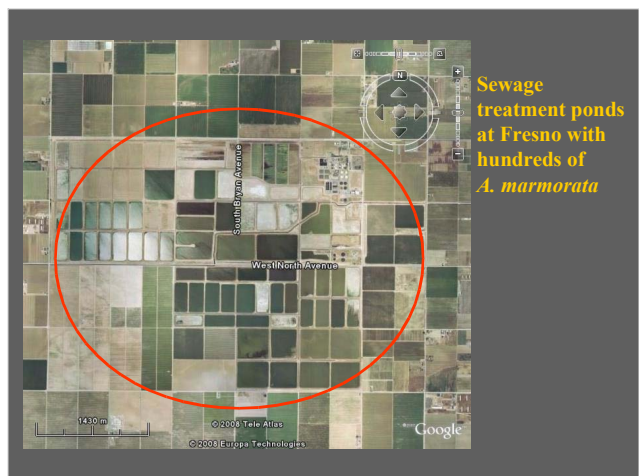 Sewage
treatment ponds
at Fresno with
hundreds of
A. marmorata
N
South Bryan Avenue
West North Avenue
1430 m
© 2008 Tele Atlas
© 2008 Europa Technologies
Google